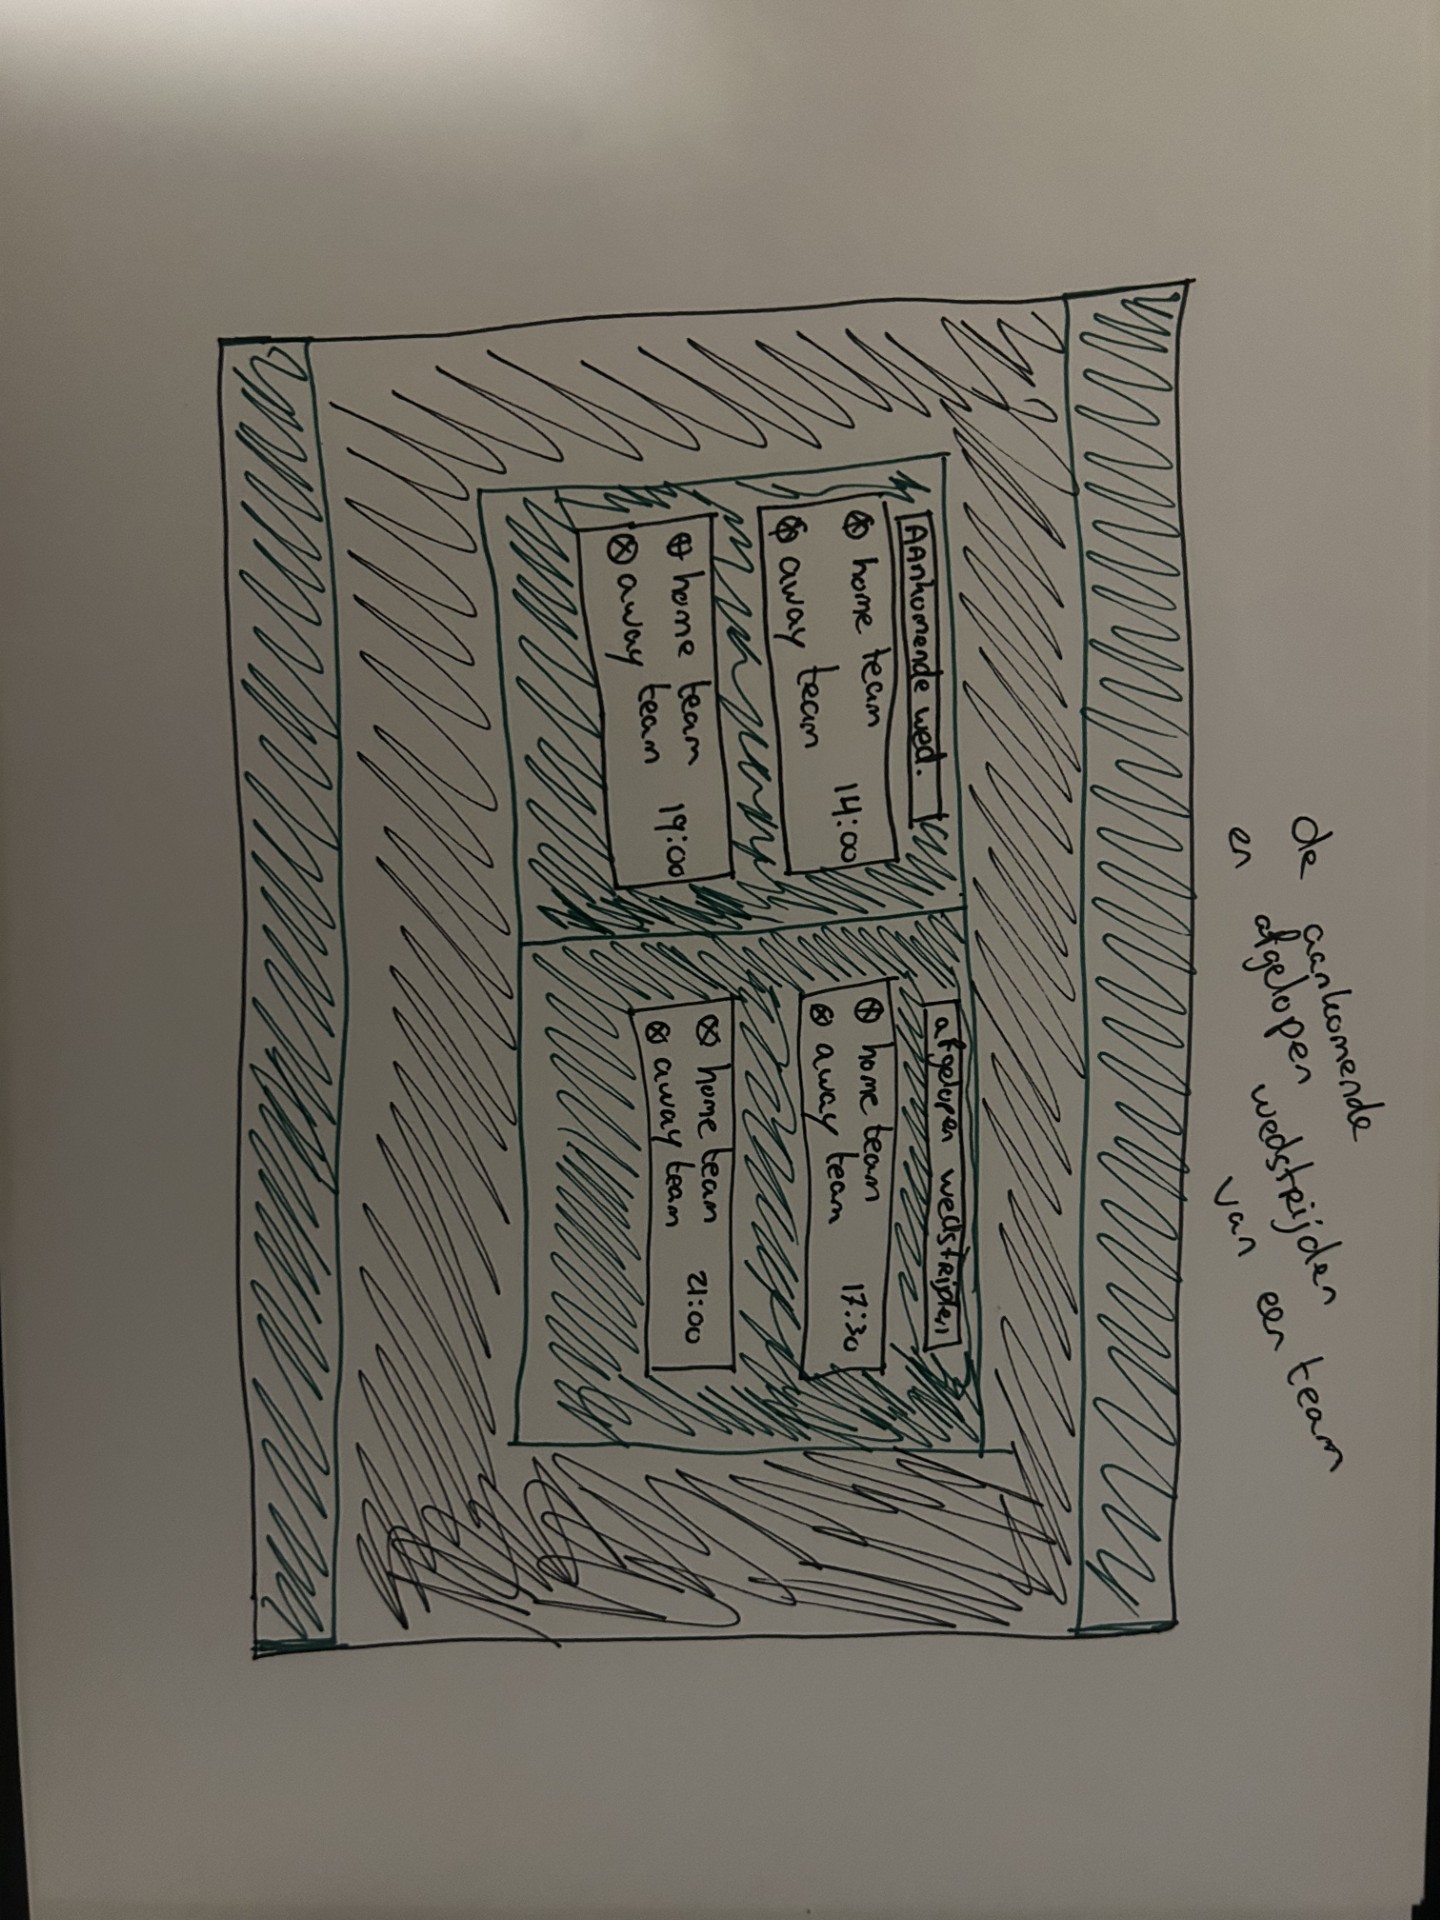 de aankomende
en afgelopen wedstrijden
van een team
Aankomende wed.
home team
away team 14:00
home team
away team 19:00
afgelopen wedstrijden
home team
away team 17:30
home team
away team 21:00